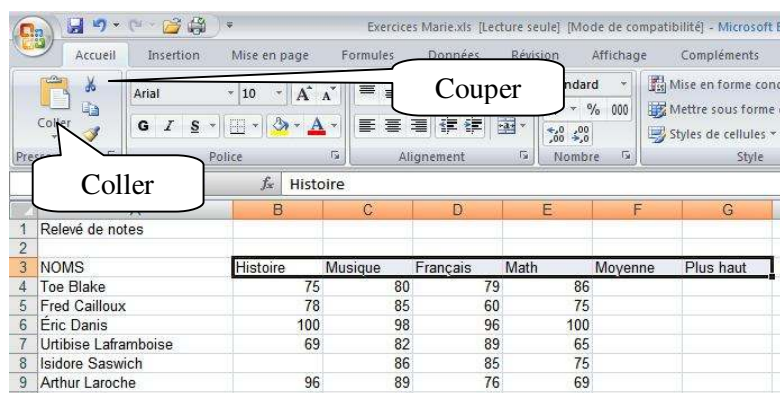 Exercices Marie.xls [Lecture seule] [Mode de compatibilité] - Microsoft E
Accueil Insertion Mise en page Formules Données Révision Affichage Compléments
Couper
Arial 10 A A ndard Mise en forme cond
Coller G I S A % 000 Mettre sous forme
,00 ,00 Styles de cellules
Police Alignement Nombre Style
Coller
fx Histoire
B C D E F G
1 Relevé de notes
2
3 NOMS Histoire Musique Français Math Moyenne Plus haut
4 Toe Blake 75 80 79 86
5 Fred Cailloux 78 85 60 75
6 Éric Danis 100 98 96 100
7 Urtibise Laframboise 69 82 89 65
8 Isidore Saswich 86 85 75
9 Arthur Laroche 96 89 76 69